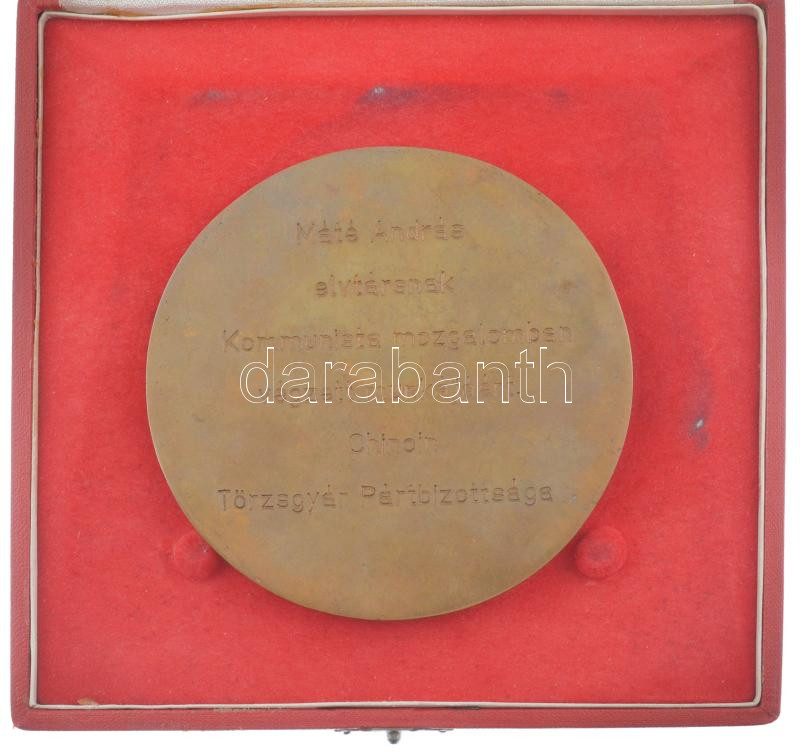 Máté András
elvtársnak
Kommunista mozgalomban
darabanth
Chinoin
Törzsgyár Pártbizottsága